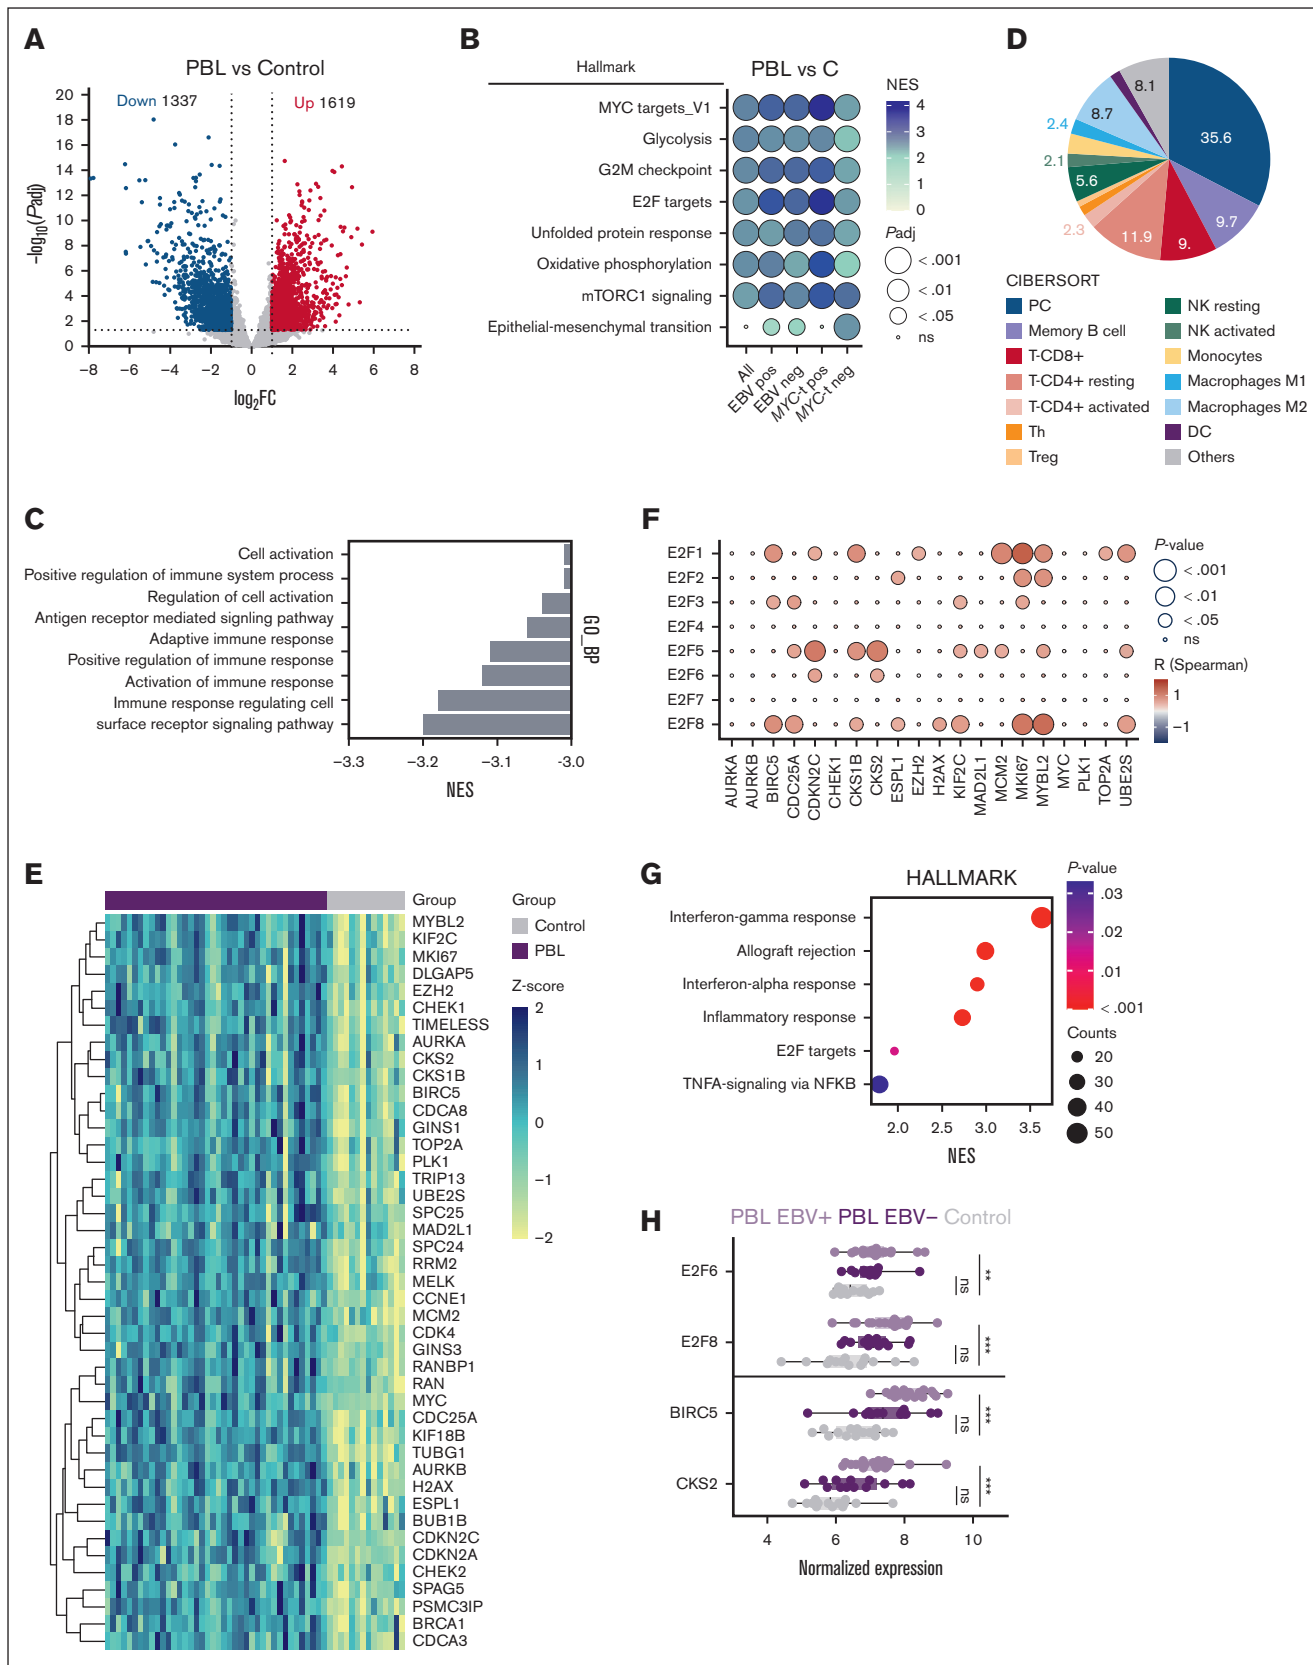 A
PBL vs Control
Down 1337
Up 1619
20
18
16
14
12
10
8
6
4
2
0
−log10(Padj)
−8
−6
−4
−2
0
2
4
6
8
log2FC
B
Hallmark
PBL vs C
MYC targets_V1
Glycolysis
G2M checkpoint
E2F targets
Unfolded protein response
Oxidative phosphorylation
mTORC1 signaling
Epithelial-mesenchymal transition
All
EBV pos
EBV neg
MYC-t pos
MYC-t neg
NES
4
3
2
1
0
Padj
< .001
< .01
< .05
ns
D
35.6
9.7
9.
11.9
2.3
5.6
2.1
2.4
8.7
8.1
CIBERSORT
PC
Memory B cell
T-CD8+
T-CD4+ resting
T-CD4+ activated
Th
Treg
NK resting
NK activated
Monocytes
Macrophages M1
Macrophages M2
DC
Others
C
Cell activation
Positive regulation of immune system process
Regulation of cell activation
Antigen receptor mediated signling pathway
Adaptive immune response
Positive regulation of immune response
Activation of immune response
Immune response regulating cell
surface receptor signaling pathway
GO_BP
−3.3
−3.2
−3.1
-3.0
NES
F
E2F1
E2F2
E2F3
E2F4
E2F5
E2F6
E2F7
E2F8
AURKA
AURKB
BIRC5
CDC25A
CDKN2C
CHEK1
CKS1B
CKS2
ESPL1
EZH2
H2AX
KIF2C
MAD2L1
MCM2
MKI67
MYBL2
MYC
PLK1
TOP2A
UBE2S
P-value
< .001
< .01
< .05
ns
R (Spearman)
1
−1
E
Group
MYBL2
KIF2C
MKI67
DLGAP5
EZH2
CHEK1
TIMELESS
AURKA
CKS2
CKS1B
BIRC5
CDCA8
GINS1
TOP2A
PLK1
TRIP13
UBE2S
SPC25
MAD2L1
SPC24
RRM2
MELK
CCNE1
MCM2
CDK4
GINS3
RANBP1
RAN
MYC
CDC25A
KIF18B
TUBG1
AURKB
H2AX
ESPL1
BUB1B
CDKN2C
CDKN2A
CHEK2
SPAG5
PSMC3IP
BRCA1
CDCA3
Group
Control
PBL
Z-score
2
1
0
−1
−2
G
HALLMARK
Interferon-gamma response
Allograft rejection
Interferon-alpha response
Inflammatory response
E2F targets
TNFA-signaling via NFKB
2.0
2.5
3.0
3.5
NES
P-value
.03
.02
.01
< .001
Counts
20
30
40
50
H
PBL EBV+ PBL EBV− Control
E2F6
ns
**
E2F8
ns
***
BIRC5
ns
***
CKS2
ns
***
4
6
8
10
Normalized expression